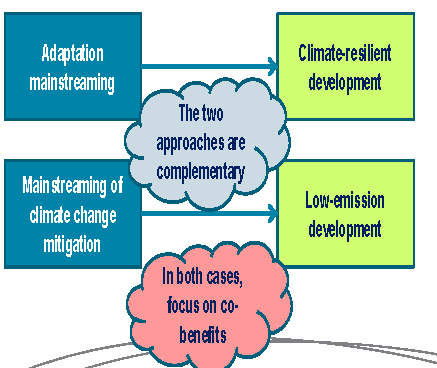 Adaptation
mainstreaming
Climate-resilient
development
The two
approaches are
complementary
Mainstreaming of
climate change
mitigation
Low-emission
development
In both cases,
focus on co-
benefits